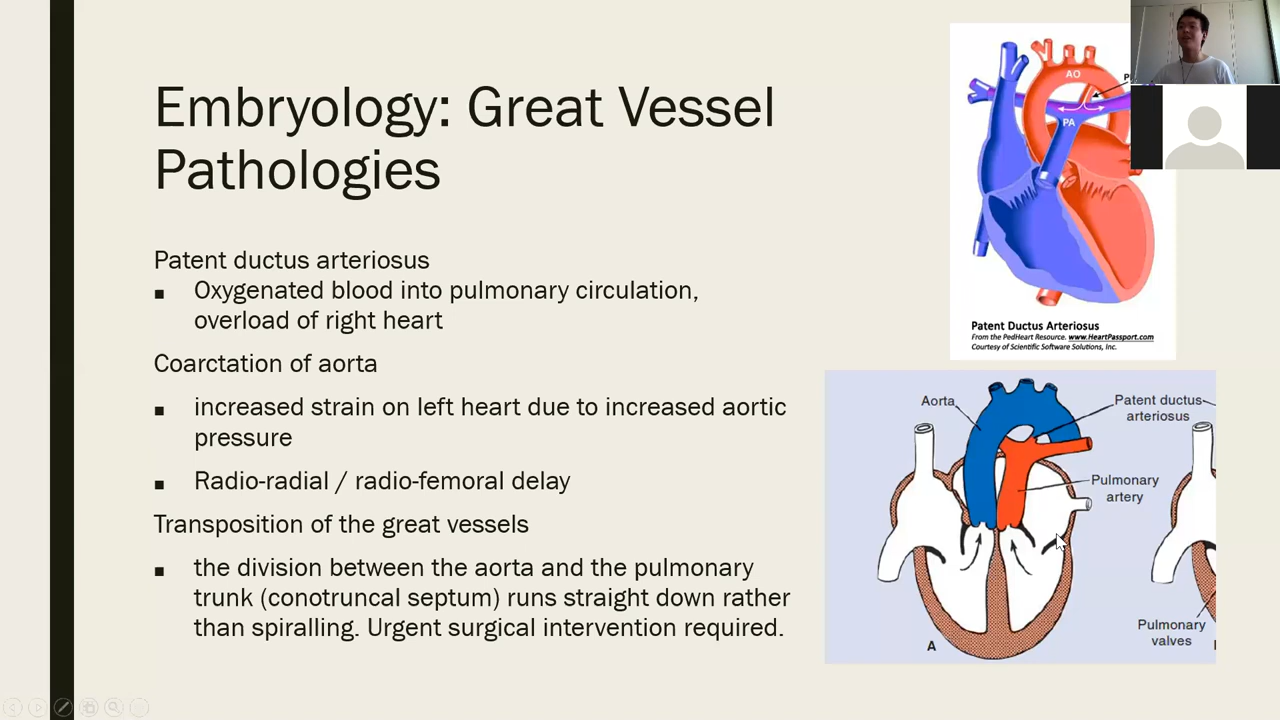 Embryology: Great Vessel
Pathologies
Patent ductus arteriosus
■ Oxygenated blood into pulmonary circulation,
overload of right heart
Coarctation of aorta
■ increased strain on left heart due to increased aortic
pressure
■ Radio-radial / radio-femoral delay
Transposition of the great vessels
■ the division between the aorta and the pulmonary
trunk (conotruncal septum) runs straight down rather
than spiralling. Urgent surgical intervention required.
AO
PA
Patent Ductus Arteriosus
From the PedHeart Resource. www.HeartPassport.com
Courtesy of Scientific Software Solutions, Inc.
Aorta
Patent ductus
arteriosus
Pulmonary
artery
Pulmonary
valves
A